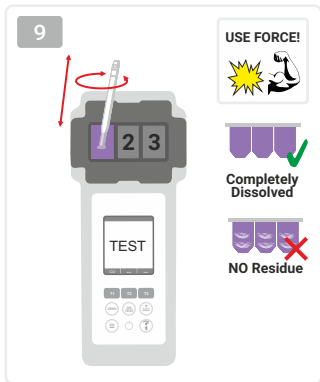 9
USE FORCE!
2 3
Completely
Dissolved
TEST
NO Residue